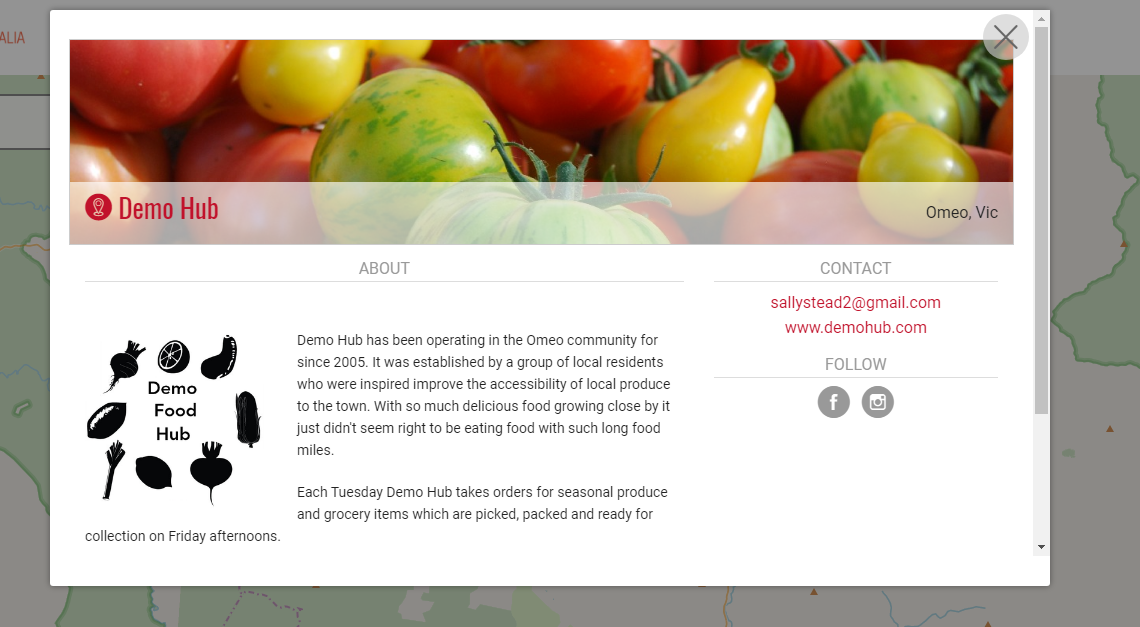 ALIA
Demo Hub
Omeo, Vic
ABOUT
Demo
Food
Hub
Demo Hub has been operating in the Omeo community for
since 2005. It was established by a group of local residents
who were inspired improve the accessibility of local produce
to the town. With so much delicious food growing close by it
just didn't seem right to be eating food with such long food
miles.
Each Tuesday Demo Hub takes orders for seasonal produce
and grocery items which are picked, packed and ready for
collection on Friday afternoons.
CONTACT
sallystead2@gmail.com
www.demohub.com
FOLLOW